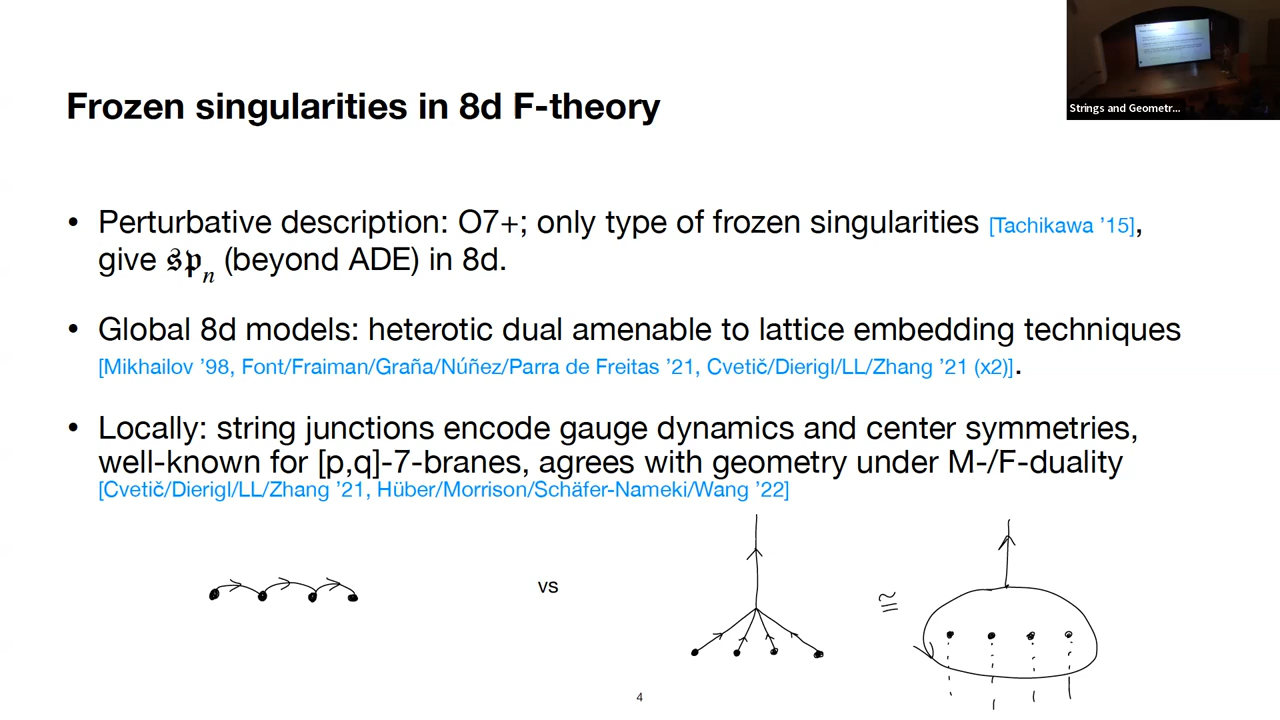 Frozen singularities in 8d F-theory
Strings and Geometr...
• Perturbative description: O7+; only type of frozen singularities [Tachikawa ’15],
give 𝔰𝔭ₙ (beyond ADE) in 8d.
• Global 8d models: heterotic dual amenable to lattice embedding techniques
[Mikhailov ’98, Font/Fraiman/Graña/Núñez/Parra de Freitas ’21, Cvetič/Dierigl/LL/Zhang ’21 (x2)].
• Locally: string junctions encode gauge dynamics and center symmetries,
well-known for [p,q]-7-branes, agrees with geometry under M-/F-duality
[Cvetič/Dierigl/LL/Zhang ’21, Hüber/Morrison/Schäfer-Nameki/Wang ’22]
vs
≅
4